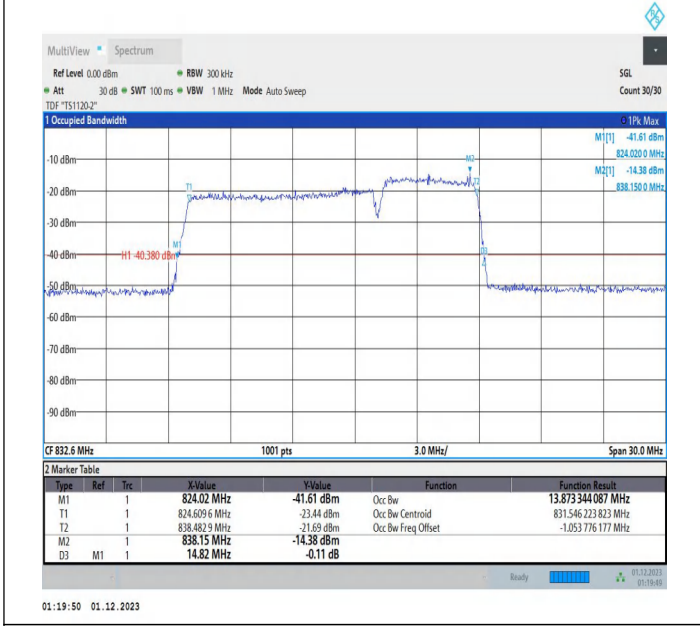 MultiView Spectrum
Ref Level 0.00 dBm RBW 300 kHz SGL
Att 30 dB SWT 100 ms VBW 1 MHz Mode Auto Sweep Count 30/30
TDF "TS1120-2"
1 Occupied Bandwidth 1Pk Max
M1[1] -41.61 dBm
824.020 0 MHz
M2[1] -14.38 dBm
838.150 0 MHz
-10 dBm
M2
T1
T2
-20 dBm
-30 dBm
M1
-40 dBm H1 -40.380 dBm
D3
-50 dBm
-60 dBm
-70 dBm
-80 dBm
-90 dBm
CF 832.6 MHz 1001 pts 3.0 MHz/ Span 30.0 MHz
2 Marker Table
Type Ref Trc X-Value Y-Value Function Function Result
M1 1 824.02 MHz -41.61 dBm Occ Bw 13.873 344 087 MHz
T1 1 824.609 6 MHz -23.44 dBm Occ Bw Centroid 831.546 223 823 MHz
T2 1 838.482 9 MHz -21.69 dBm Occ Bw Freq Offset -1.053 776 177 MHz
M2 1 838.15 MHz -14.38 dBm
D3 M1 1 14.82 MHz -0.11 dB
Ready 01.12.2023
01:19:49
01:19:50 01.12.2023